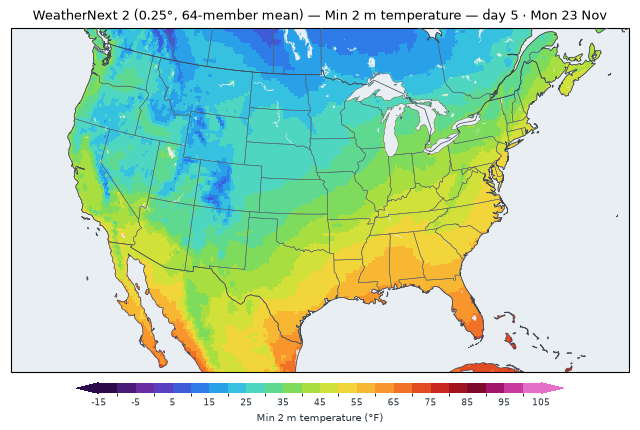 WeatherNext 2 (0.25°, 64-member mean) — Min 2 m temperature — day 5 · Mon 23 Nov
-15 -5 5 15 25 35 45 55 65 75 85 95 105
Min 2 m temperature (°F)